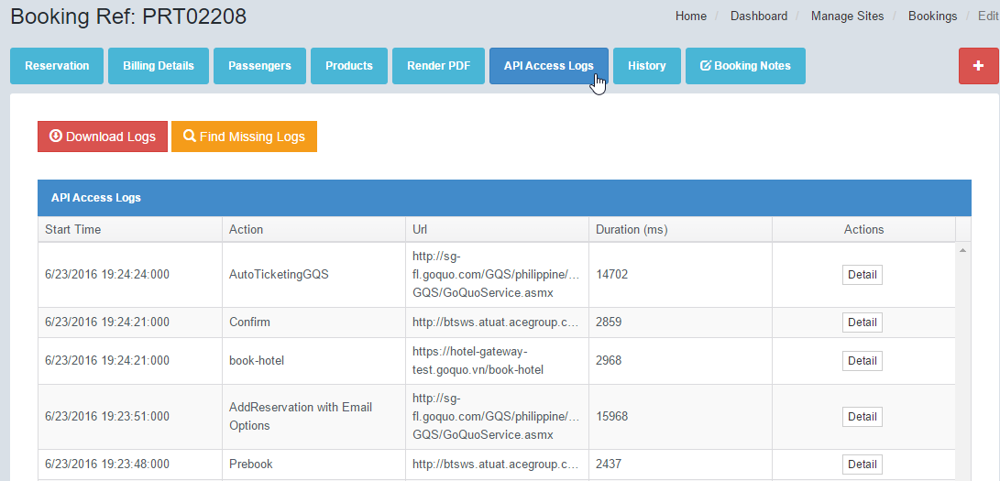 Booking Ref: PRT02208
Home / Dashboard / Manage Sites / Bookings / Edit
Reservation
Billing Details
Passengers
Products
Render PDF
API Access Logs
History
Booking Notes
Download Logs
Find Missing Logs
API Access Logs
Start Time Action Url Duration (ms) Actions
6/23/2016 19:24:24:000 AutoTicketingGQS http://sg-
fl.goquo.com/GQS/philippine/...
GQS/GoQuoService.asmx 14702 Detail
6/23/2016 19:24:21:000 Confirm http://btsws.atuat.acegroup.c... 2859 Detail
6/23/2016 19:24:21:000 book-hotel https://hotel-gateway-
test.goquo.vn/book-hotel 2968 Detail
6/23/2016 19:23:51:000 AddReservation with Email
Options http://sg-
fl.goquo.com/GQS/philippine/...
GQS/GoQuoService.asmx 15968 Detail
6/23/2016 19:23:48:000 Prebook http://btsws.atuat.acegroup.c... 2437 Detail